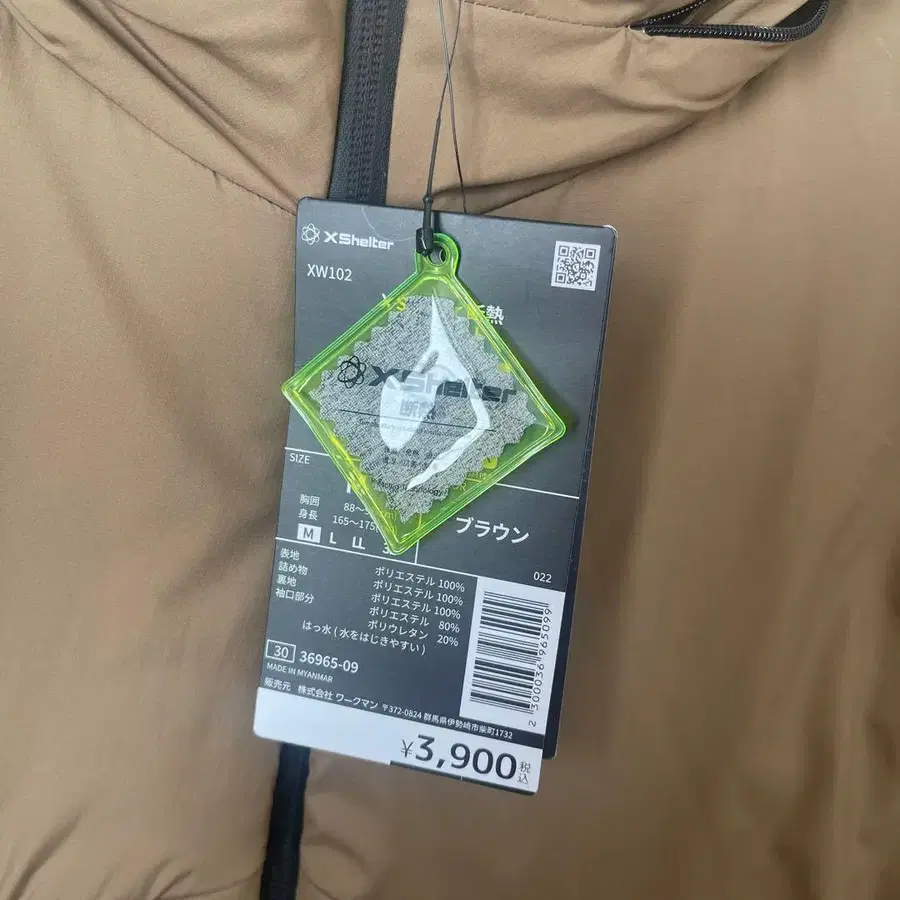 XShelter
XW102
断熱
XShelter
断熱
SIZE
胸囲 88〜
身長 165〜175
M L LL
ブラウン
022
表地 ポリエステル 100%
詰め物 ポリエステル 100%
裏地 ポリエステル 100%
袖口部分 ポリエステル 80%
ポリウレタン 20%
はっ水 ( 水をはじきやすい )
30 36965-09
MADE IN MYANMAR
販売元 株式会社 ワークマン 〒372-0824 群馬県伊勢崎市柴町1732
2300036965099
¥3,900 税込